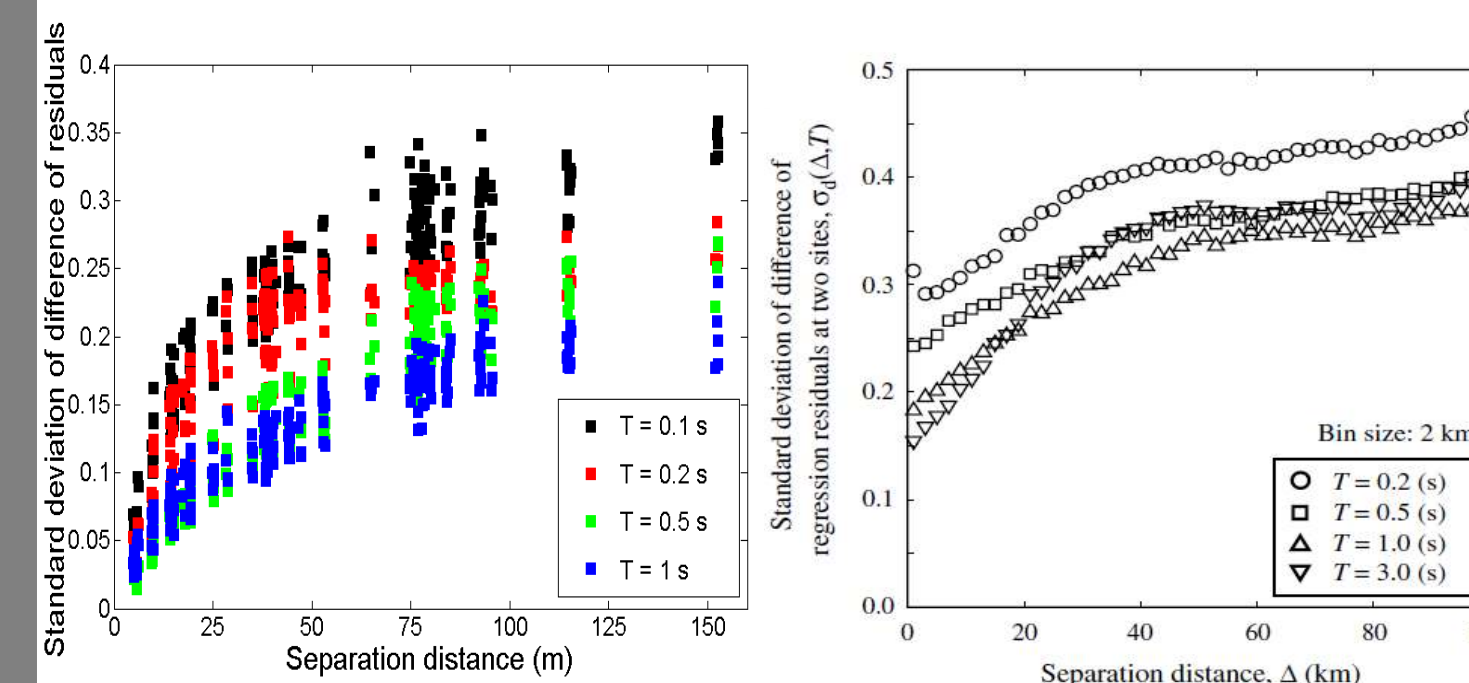 Standard deviation of difference of residuals
0.4
0.35
0.3
0.25
0.2
0.15
0.1
0.05
0
0 25 50 75 100 125 150
Separation distance (m)
T = 0.1 s
T = 0.2 s
T = 0.5 s
T = 1 s
Standard deviation of difference of
regression residuals at two sites, σd(Δ,T)
0.5
0.4
0.3
0.2
0.1
0.0
0 20 40 60 80
Separation distance, Δ (km)
Bin size: 2 km
T = 0.2 (s)
T = 0.5 (s)
T = 1.0 (s)
T = 3.0 (s)